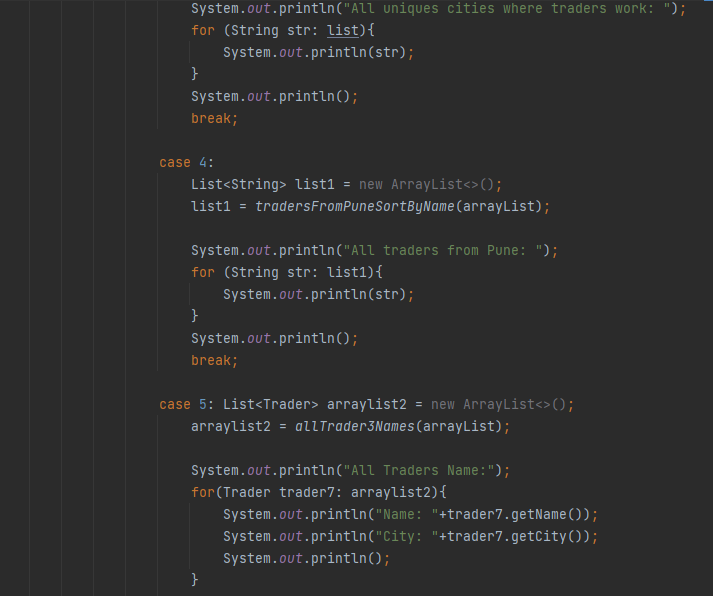 System.out.println("All uniques cities where traders work: ");
for (String str: list){
System.out.println(str);
}
System.out.println();
break;
case 4:
List<String> list1 = new ArrayList<>();
list1 = tradersFromPuneSortByName(arrayList);
System.out.println("All traders from Pune: ");
for (String str: list1){
System.out.println(str);
}
System.out.println();
break;
case 5: List<Trader> arraylist2 = new ArrayList<>();
arraylist2 = allTrader3Names(arrayList);
System.out.println("All Traders Name:");
for(Trader trader7: arraylist2){
System.out.println("Name: "+trader7.getName());
System.out.println("City: "+trader7.getCity());
System.out.println();
}